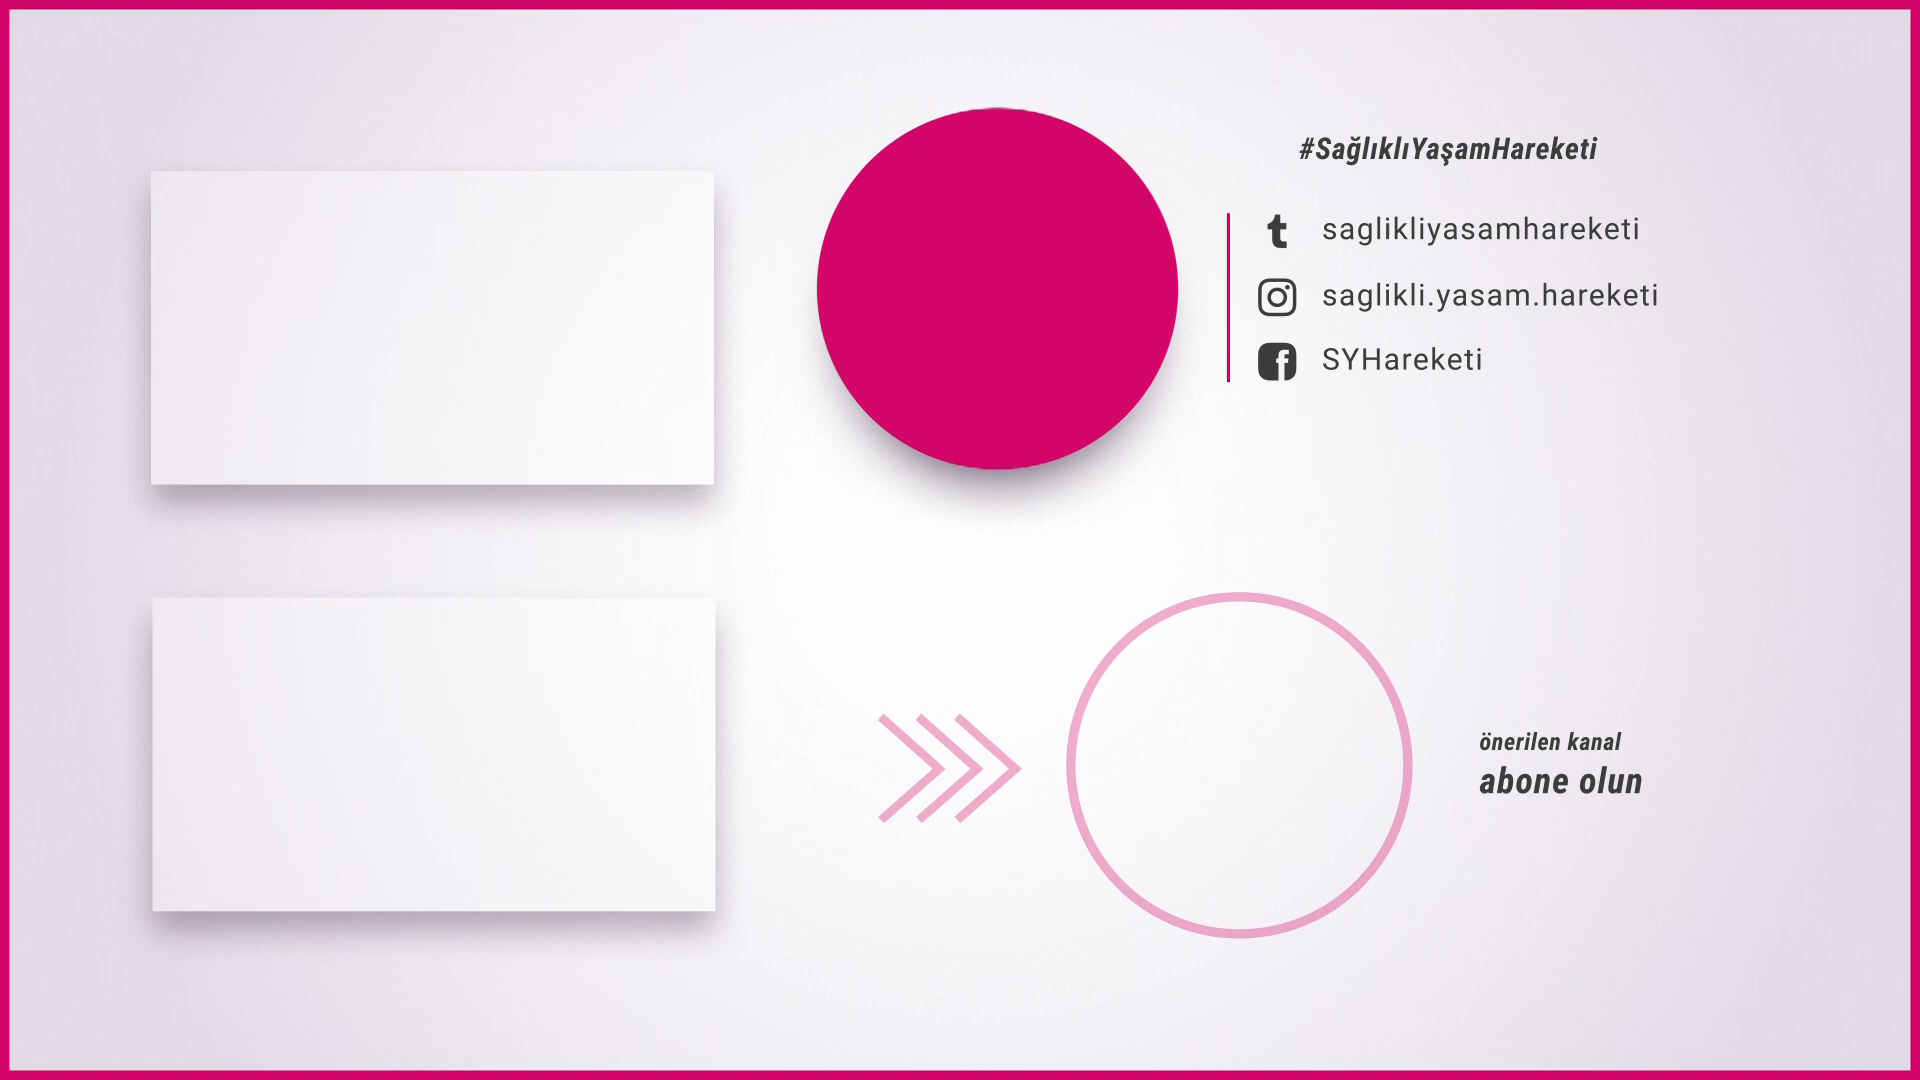 #SağlıklıYaşamHareketi
saglikliyasamhareketi
saglikli.yasam.hareketi
SYHareketi
önerilen kanal
abone olun